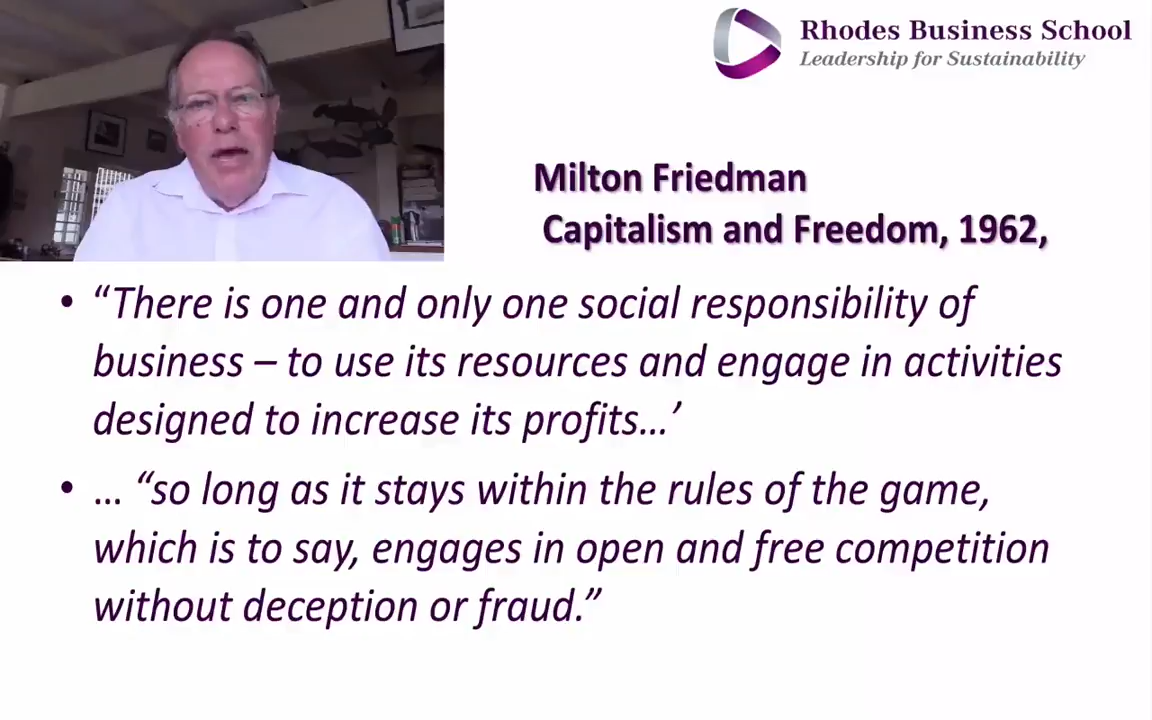 Rhodes Business School
Leadership for Sustainability
Milton Friedman
Capitalism and Freedom, 1962,
• “There is one and only one social responsibility of
business – to use its resources and engage in activities
designed to increase its profits…’
• … “so long as it stays within the rules of the game,
which is to say, engages in open and free competition
without deception or fraud.”